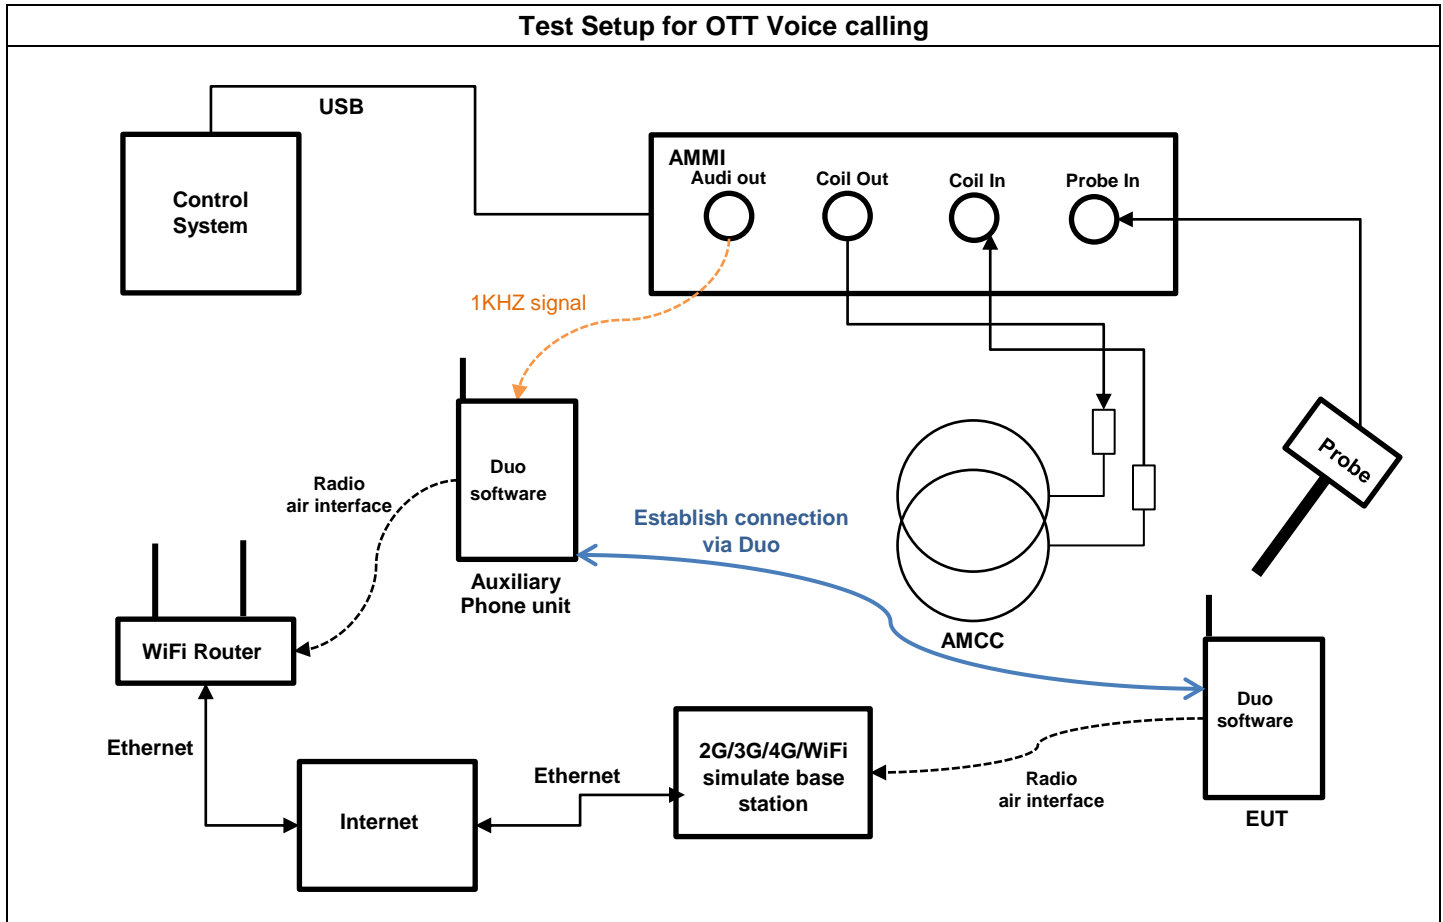 Test Setup for OTT Voice calling
USB
Control
System
AMMI
Audi out
Coil Out
Coil In
Probe In
1KHZ signal
Probe
Duo
software
Radio
air interface
Establish connection
via Duo
Auxiliary
Phone unit
AMCC
WiFi Router
Duo
software
Ethernet
2G/3G/4G/WiFi
simulate base
station
Ethernet
Radio
air interface
Internet
EUT